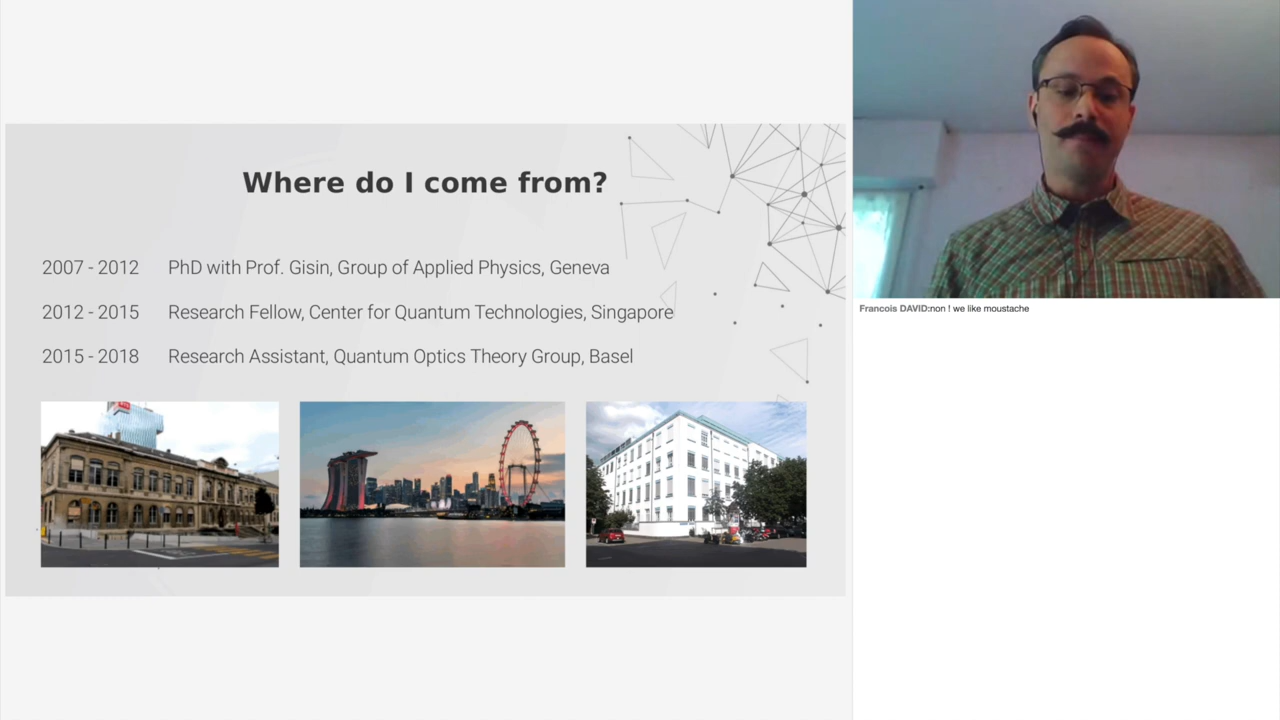 Where do I come from?
2007 - 2012 PhD with Prof. Gisin, Group of Applied Physics, Geneva
2012 - 2015 Research Fellow, Center for Quantum Technologies, Singapore
2015 - 2018 Research Assistant, Quantum Optics Theory Group, Basel
Francois DAVID:non ! we like moustache